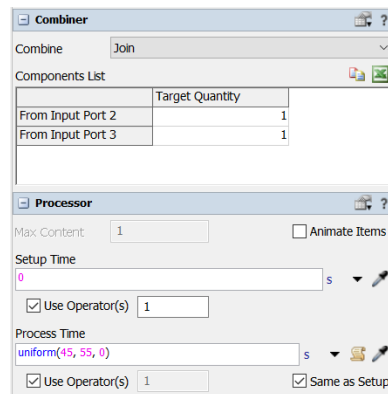 Combiner ?
Combine Join
Components List
Target Quantity
From Input Port 2 1
From Input Port 3 1
Processor ?
Max Content 1 Animate Items
Setup Time
0 s
Use Operator(s) 1
Process Time
uniform(45, 55, 0) s
Use Operator(s) 1 Same as Setup